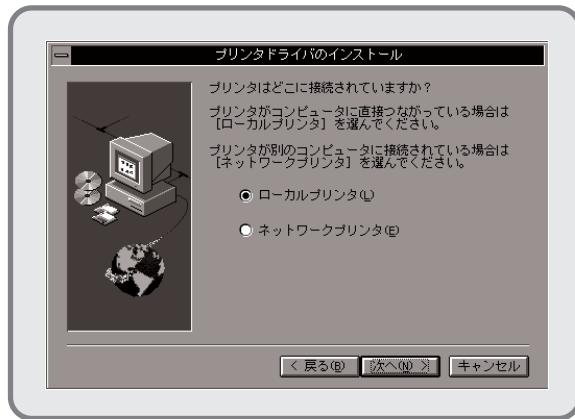 プリンタドライバのインストール
プリンタはどこに接続されていますか？
プリンタがコンピュータに直接つながっている場合は
［ローカルプリンタ］を選んでください。
プリンタが別のコンピュータに接続されている場合は
［ネットワークプリンタ］を選んでください。
ローカルプリンタ(L)
ネットワークプリンタ(E)
< 戻る(B)
次へ(N) >
キャンセル